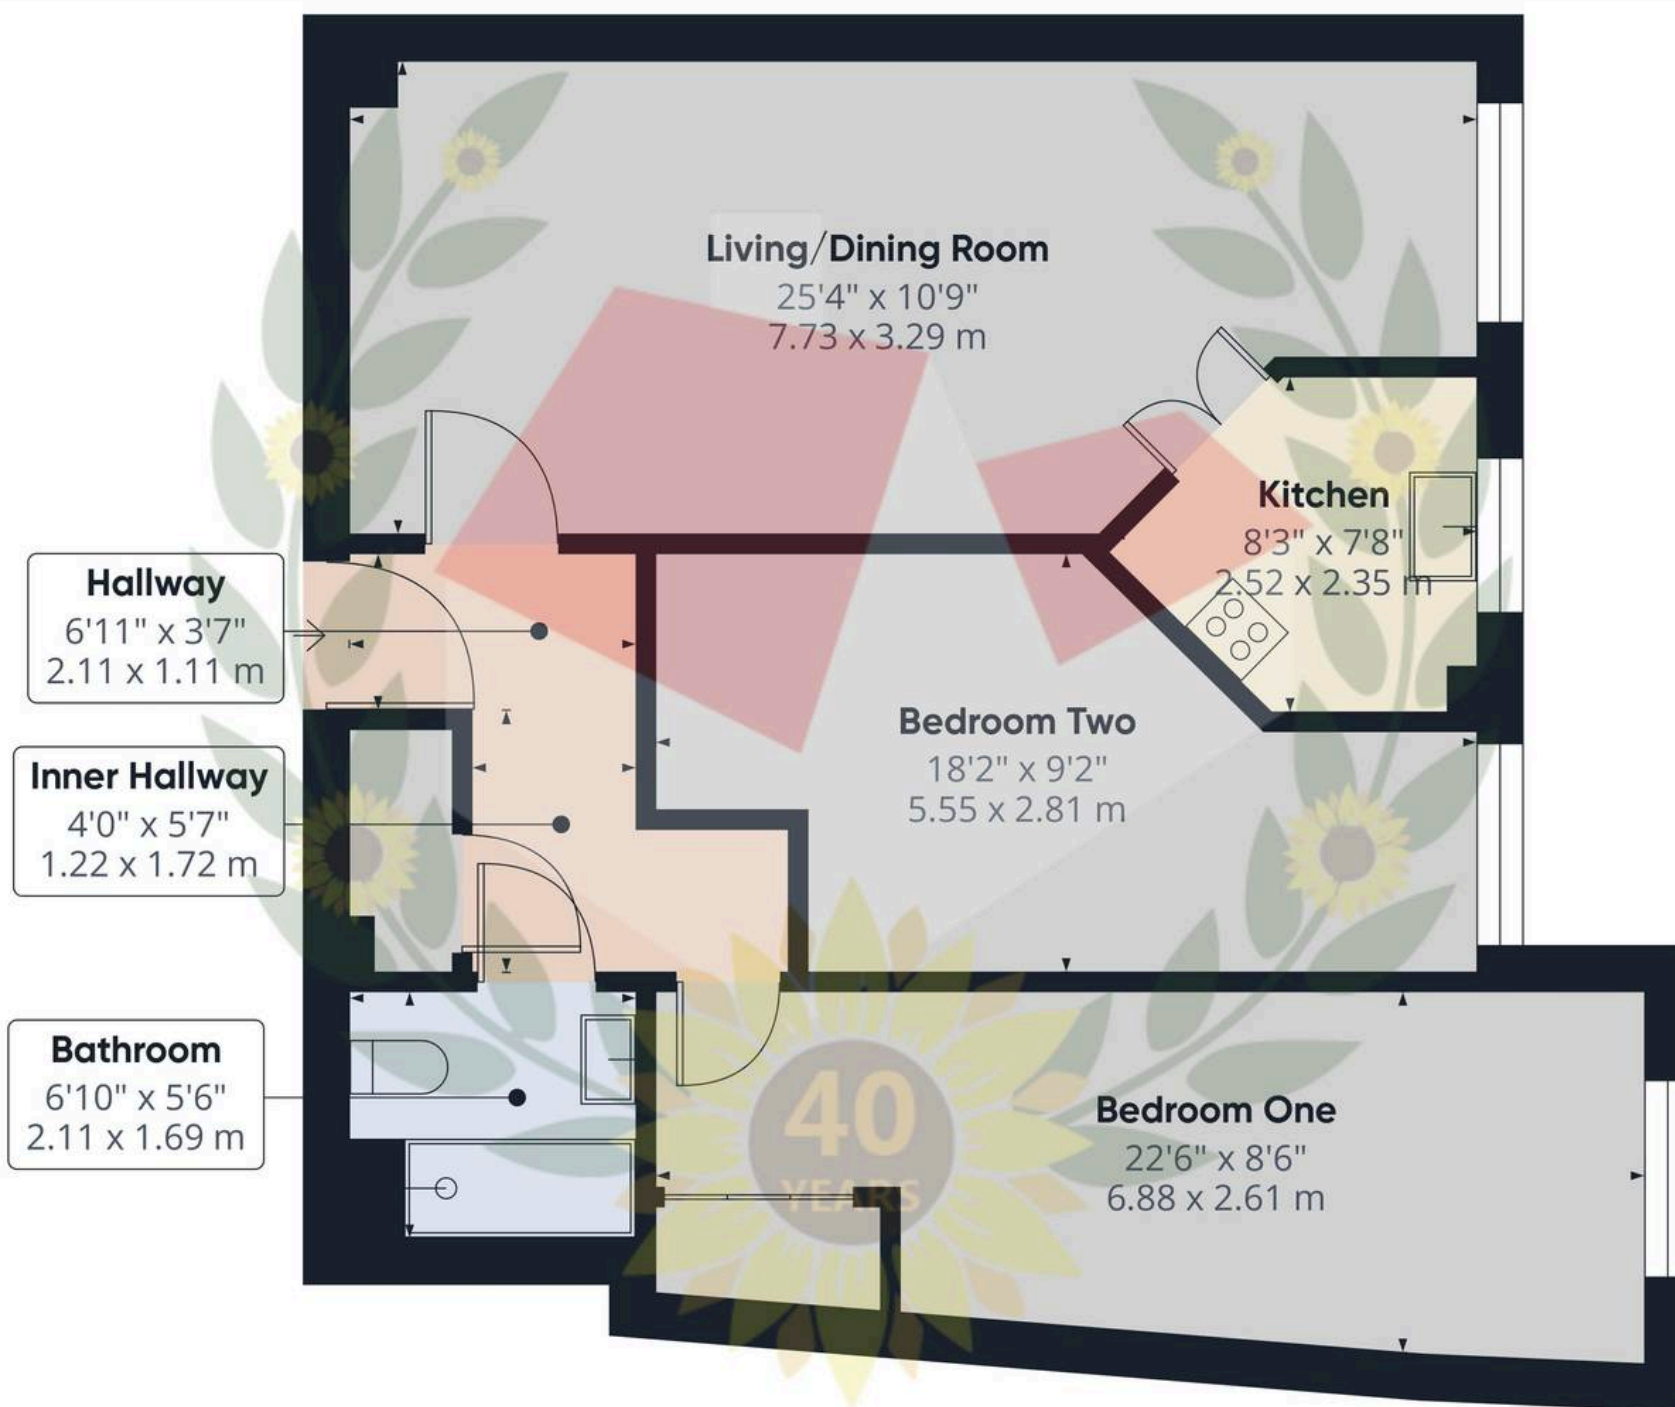 Living/Dining Room
25'4" x 10'9"
7.73 x 3.29 m
Kitchen
8'3" x 7'8"
2.52 x 2.35 m
Hallway
6'11" x 3'7"
2.11 x 1.11 m
Bedroom Two
18'2" x 9'2"
5.55 x 2.81 m
Inner Hallway
4'0" x 5'7"
1.22 x 1.72 m
Bathroom
6'10" x 5'6"
2.11 x 1.69 m
40
YEARS
Bedroom One
22'6" x 8'6"
6.88 x 2.61 m